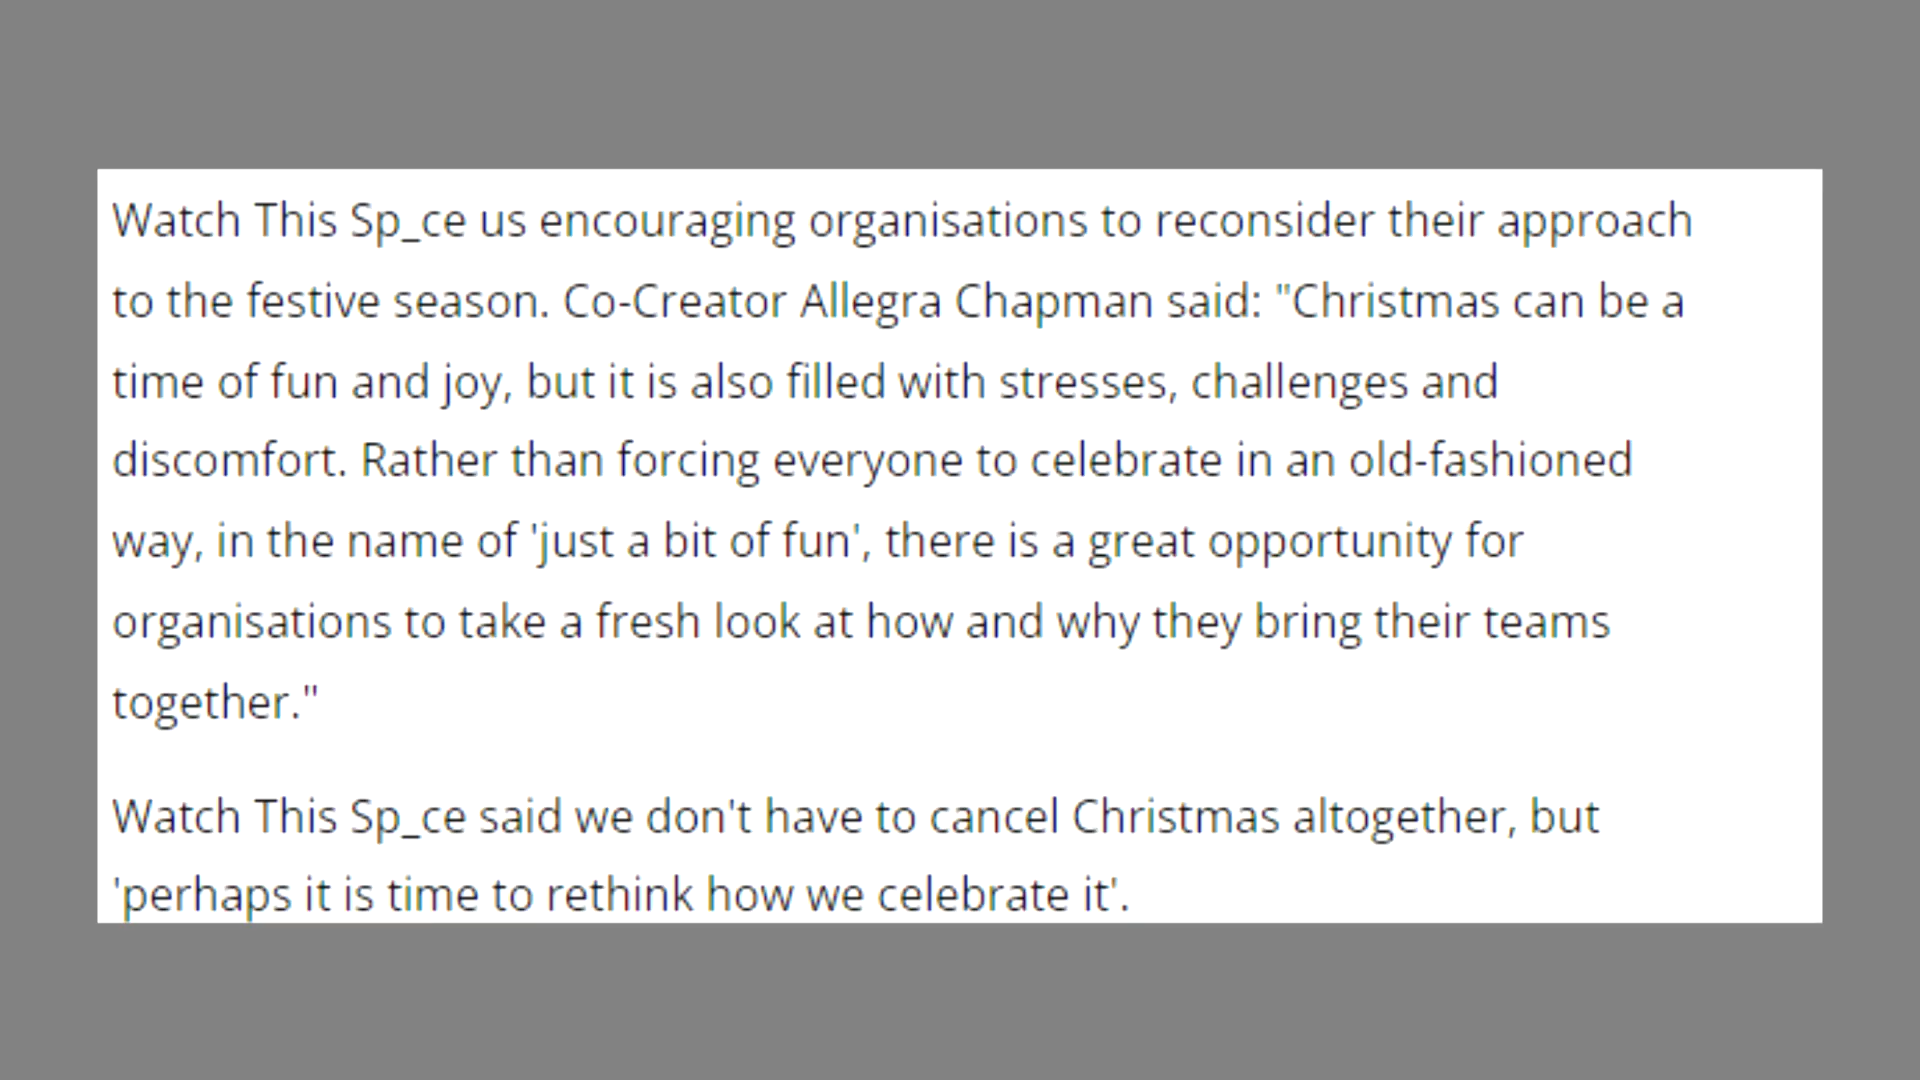 Watch This Sp_ce us encouraging organisations to reconsider their approach
to the festive season. Co-Creator Allegra Chapman said: "Christmas can be a
time of fun and joy, but it is also filled with stresses, challenges and
discomfort. Rather than forcing everyone to celebrate in an old-fashioned
way, in the name of 'just a bit of fun', there is a great opportunity for
organisations to take a fresh look at how and why they bring their teams
together."
Watch This Sp_ce said we don't have to cancel Christmas altogether, but
'perhaps it is time to rethink how we celebrate it'.